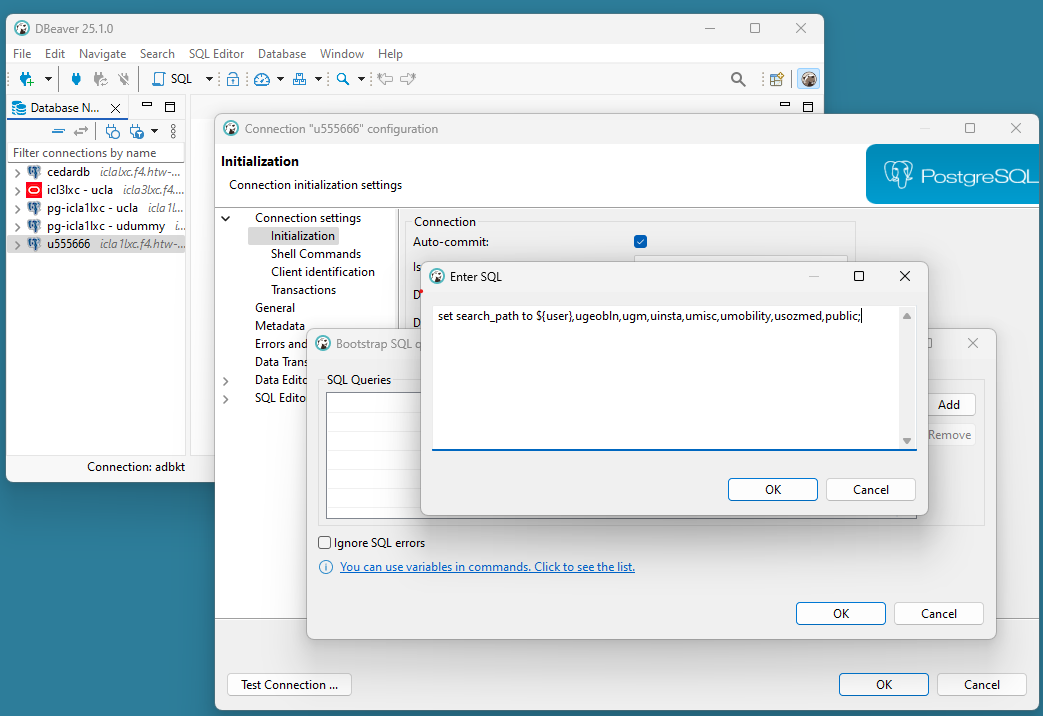 DBeaver 25.1.0
File Edit Navigate Search SQL Editor Database Window Help
SQL
Database N...
Filter connections by name
cedardb iclalxc.f4.htw-...
icl3lxc - ucla icla3lxc.f4....
pg-icla1lxc - ucla icla1l...
pg-icla1lxc - udummy i...
u555666 icla1lxc.f4.htw-...
Connection: adbkt
Connection "u555666" configuration
Initialization
Connection initialization settings
PostgreSQL
Connection settings
Initialization
Shell Commands
Client identification
Transactions
General
Metadata
Errors and
Data Trans
Data Edito
SQL Edito
Connection
Auto-commit:
Is
D
D
Bootstrap SQL q
SQL Queries
Add
Remove
Ignore SQL errors
You can use variables in commands. Click to see the list.
OK Cancel
Enter SQL
set search_path to ${user},ugeobln,ugm,uinsta,umisc,umobility,usozmed,public;
OK Cancel
Test Connection ...
OK Cancel